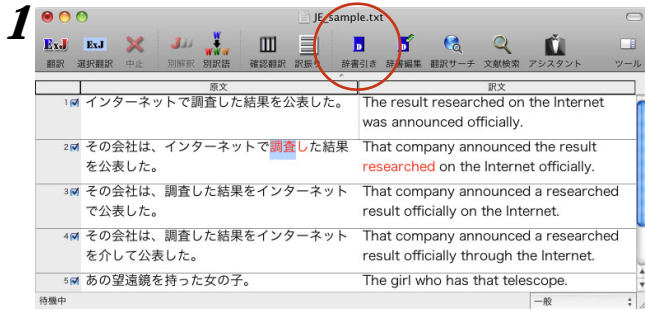 1
JE_sample.txt
ExJ ExJ JJJ W W W W D D
翻訳 選択翻訳 中止 別解釈 別訳語 確認翻訳 訳振り 辞書引き 辞書編集 翻訳サーチ 文献検索 アシスタント ツール
原文 訳文
1 インターネットで調査した結果を公表した。 The result researched on the Internet
was announced officially.
2 その会社は、インターネットで調査した結果 That company announced the result
を公表した。 researched on the Internet officially.
3 その会社は、調査した結果をインターネット That company announced a researched
で公表した。 result officially on the Internet.
4 その会社は、調査した結果をインターネット That company announced a researched
を介して公表した。 result officially through the Internet.
5 あの望遠鏡を持った女の子。 The girl who has that telescope.
待機中 一般